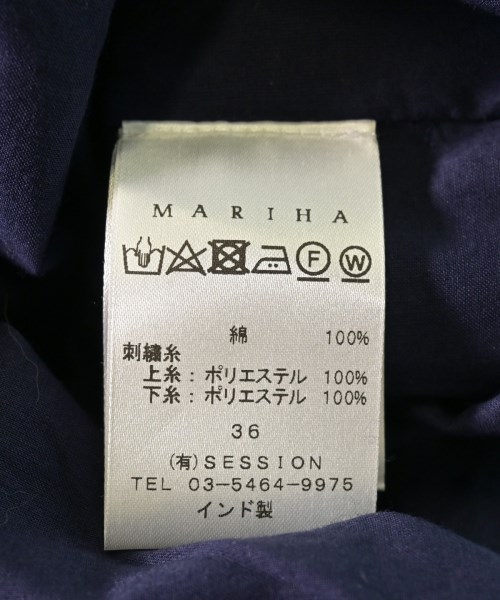 MARIHA
F W
綿 100%
刺繍糸
上糸：ポリエステル 100%
下糸：ポリエステル 100%
36
(有)SESSION
TEL 03-5464-9975
インド製